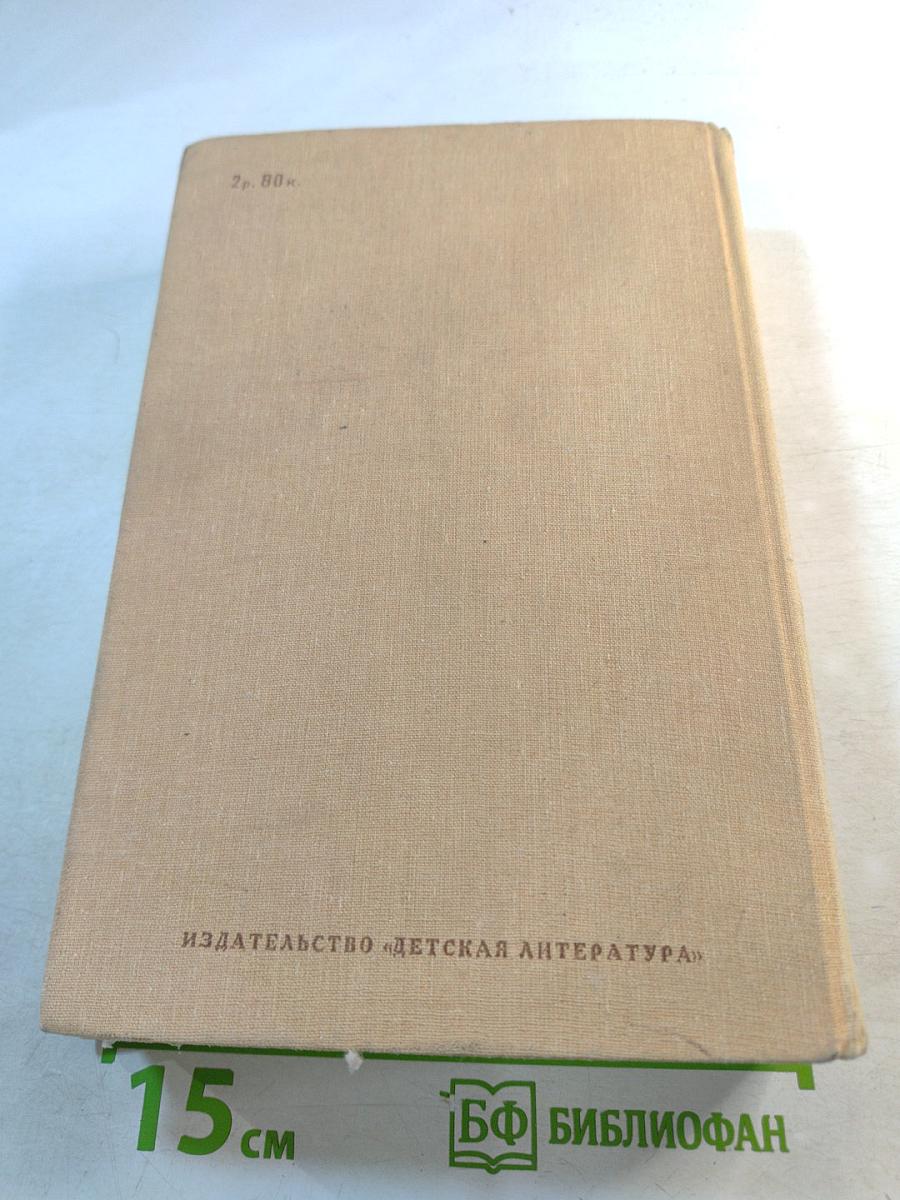 2р. 80к.
ИЗДАТЕЛЬСТВО «ДЕТСКАЯ ЛИТЕРАТУРА»
15 см
БФ БИБЛИОФАН